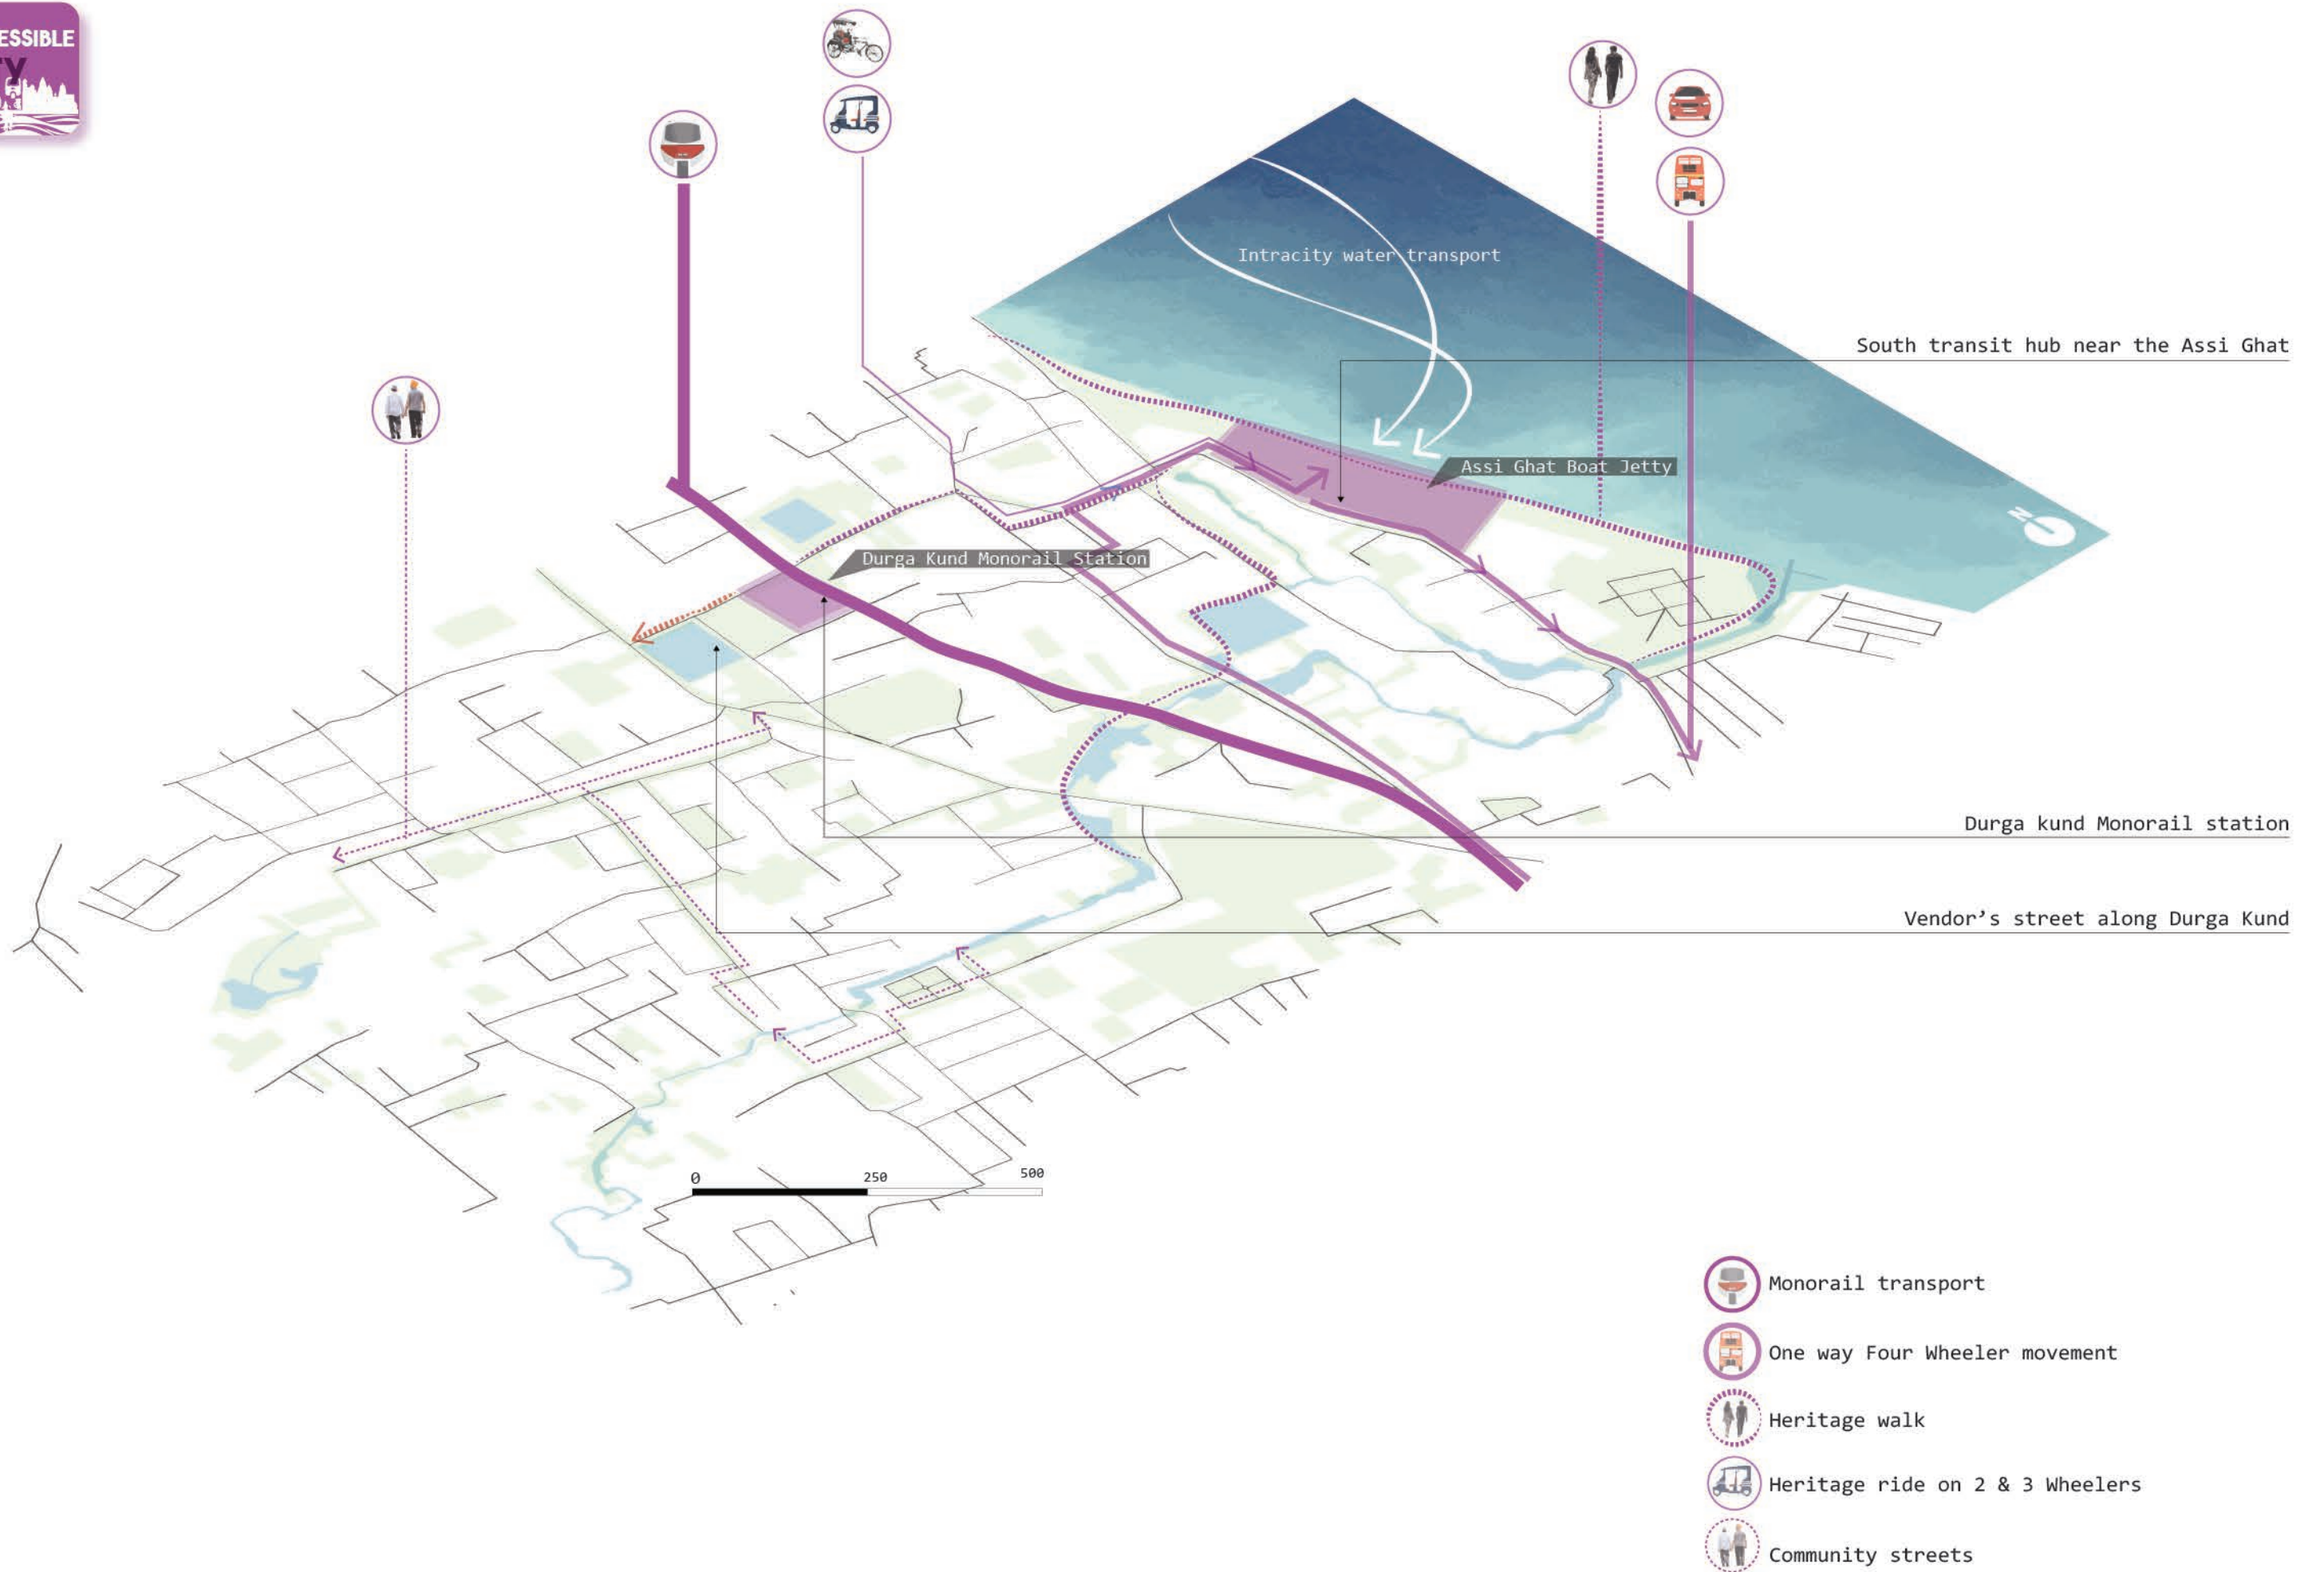 ESSIBLE
TY
Intracity water transport
South transit hub near the Assi Ghat
Assi Ghat Boat Jetty
N
Durga Kund Monorail Station
Durga kund Monorail station
Vendor’s street along Durga Kund
0 250 500
Monorail transport
One way Four Wheeler movement
Heritage walk
Heritage ride on 2 & 3 Wheelers
Community streets